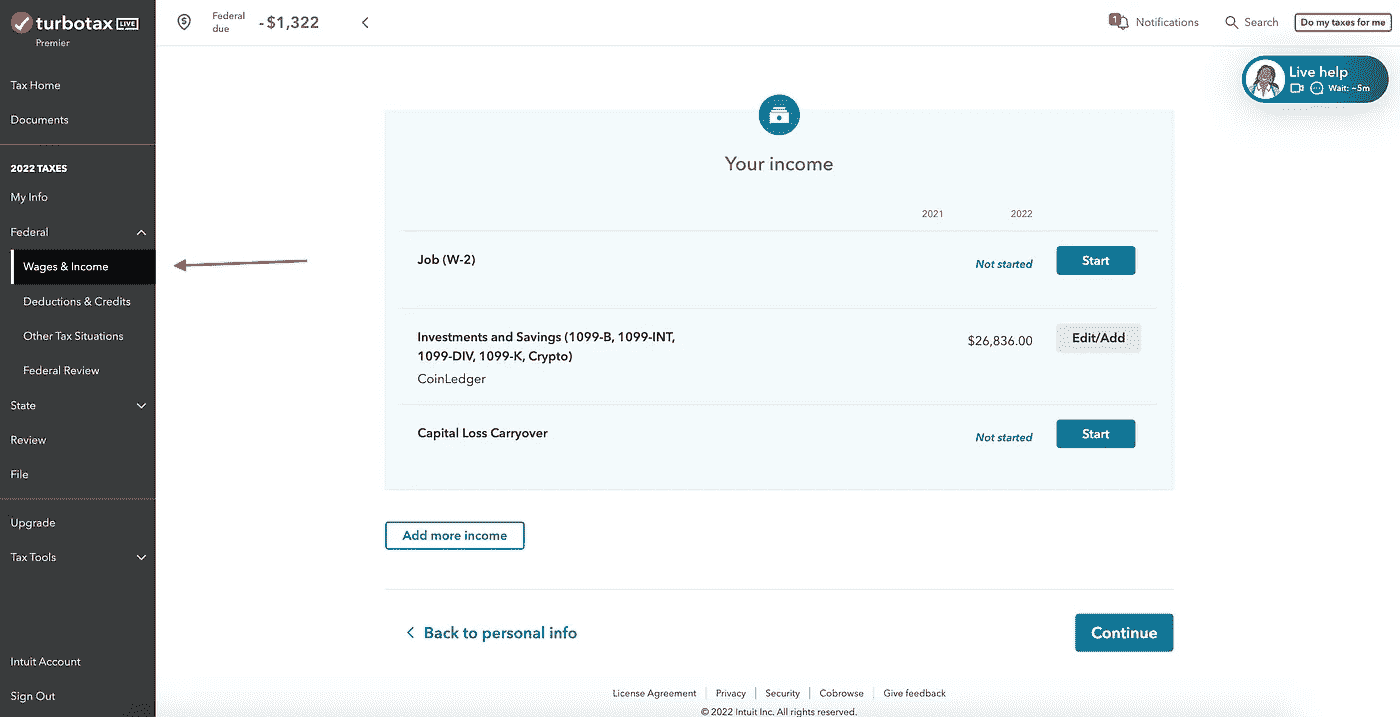 turbotax LIVE
Premier
Tax Home
Documents
2022 TAXES
My Info
Federal
Wages & Income
Deductions & Credits
Other Tax Situations
Federal Review
State
Review
File
Upgrade
Tax Tools
Intuit Account
Sign Out
Federal
due
- $1,322
1
Notifications
Search
Do my taxes for me
Live help
Wait: ~5m
Your income
2021 2022
Job (W-2)
Not started
Start
Investments and Savings (1099-B, 1099-INT,
1099-DIV, 1099-K, Crypto)
CoinLedger
$26,836.00
Edit/Add
Capital Loss Carryover
Not started
Start
Add more income
Back to personal info
Continue
License Agreement Privacy Security Cobrowse Give feedback
© 2022 Intuit Inc. All rights reserved.